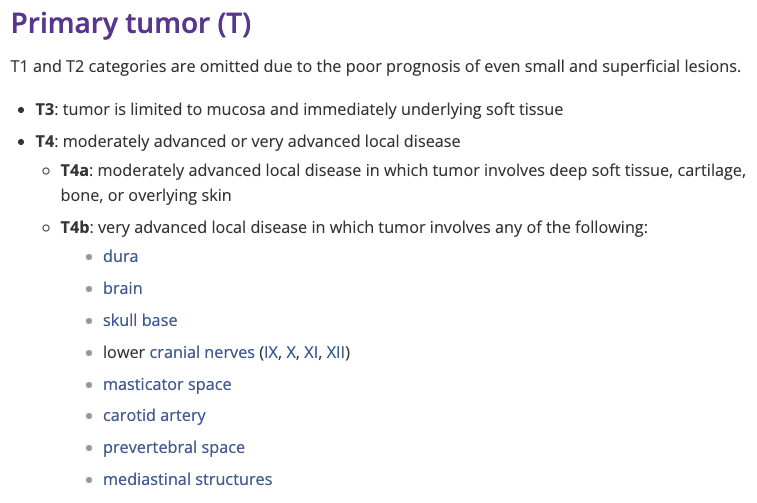 Primary tumor (T)
T1 and T2 categories are omitted due to the poor prognosis of even small and superficial lesions.
• T3: tumor is limited to mucosa and immediately underlying soft tissue
• T4: moderately advanced or very advanced local disease
○ T4a: moderately advanced local disease in which tumor involves deep soft tissue, cartilage,
bone, or overlying skin
○ T4b: very advanced local disease in which tumor involves any of the following:
▪ dura
▪ brain
▪ skull base
▪ lower cranial nerves (IX, X, XI, XII)
▪ masticator space
▪ carotid artery
▪ prevertebral space
▪ mediastinal structures